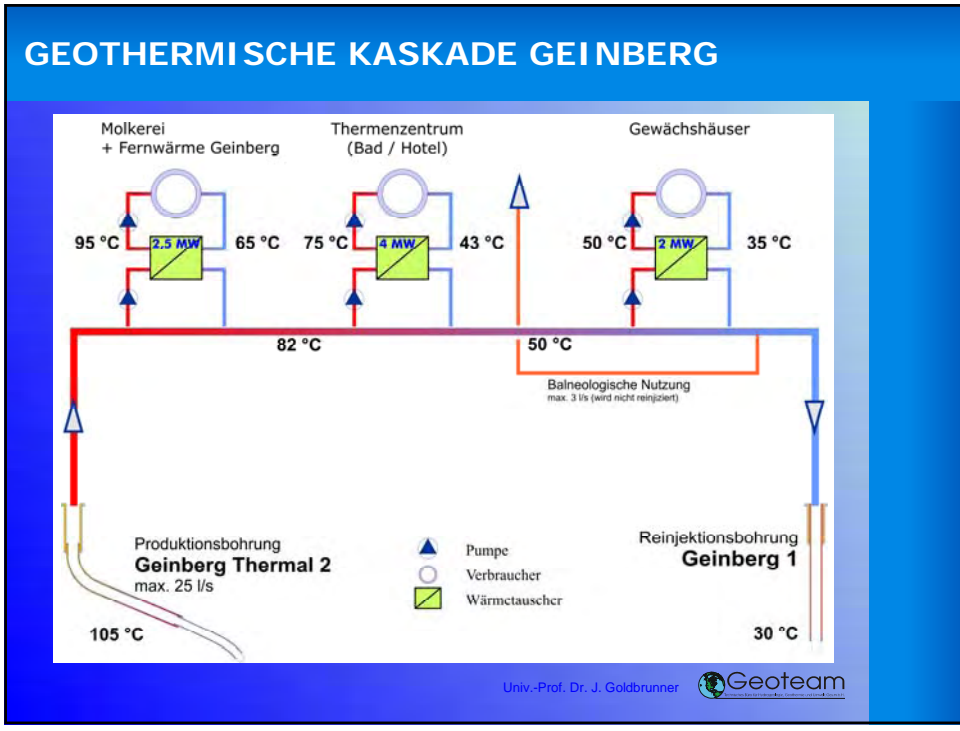 GEOTHERMISCHE KASKADE GEINBERG
Molkerei
+ Fernwärme Geinberg
Thermenzentrum
(Bad / Hotel)
Gewächshäuser
95 °C
2.5 MW
65 °C
75 °C
4 MW
43 °C
50 °C
2 MW
35 °C
82 °C
50 °C
Balneologische Nutzung
max. 3 l/s (wird nicht reinjiziert)
Produktionsbohrung
Geinberg Thermal 2
max. 25 l/s
105 °C
Pumpe
Verbraucher
Wärmetauscher
Reinjektionsbohrung
Geinberg 1
30 °C
Univ.-Prof. Dr. J. Goldbrunner
Geoteam